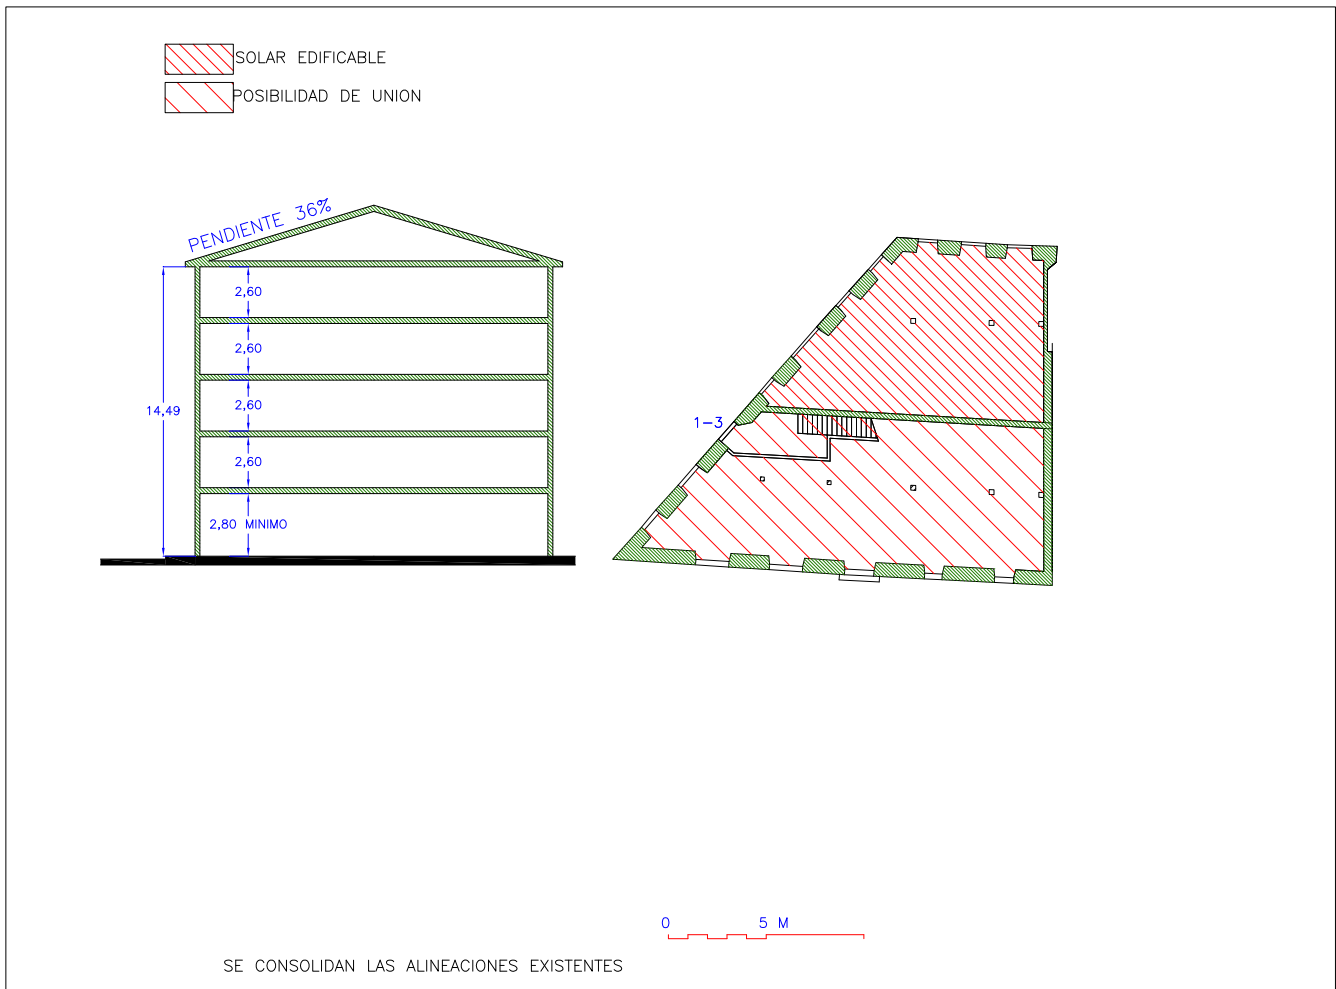 SOLAR EDIFICABLE
POSIBILIDAD DE UNION
PENDIENTE 36%
2,60
2,60
14,49
2,60
2,60
2,80 MINIMO
1-3
0 5 M
SE CONSOLIDAN LAS ALINEACIONES EXISTENTES